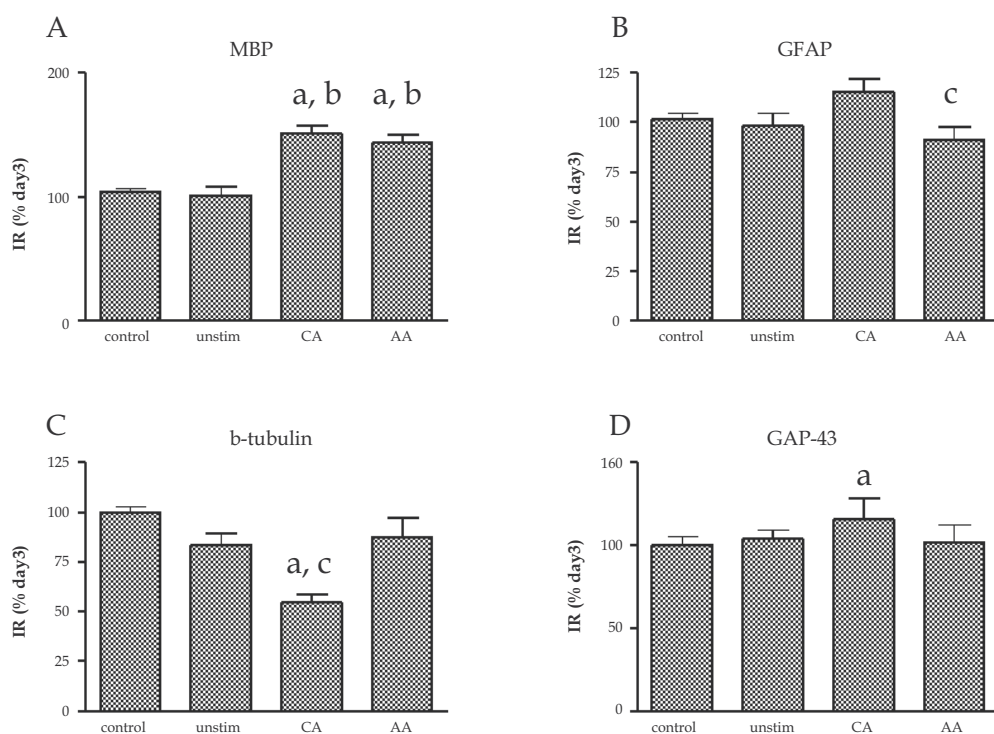 A
MBP
200
100
0
IR (% day3)
a, b
a, b
control unstim CA AA
B
GFAP
125
100
75
50
25
0
IR (% day3)
c
control unstim CA AA
C
b-tubulin
125
100
75
50
25
0
IR (% day3)
a, c
control unstim CA AA
D
GAP-43
160
100
50
0
IR (% day3)
a
control unstim CA AA